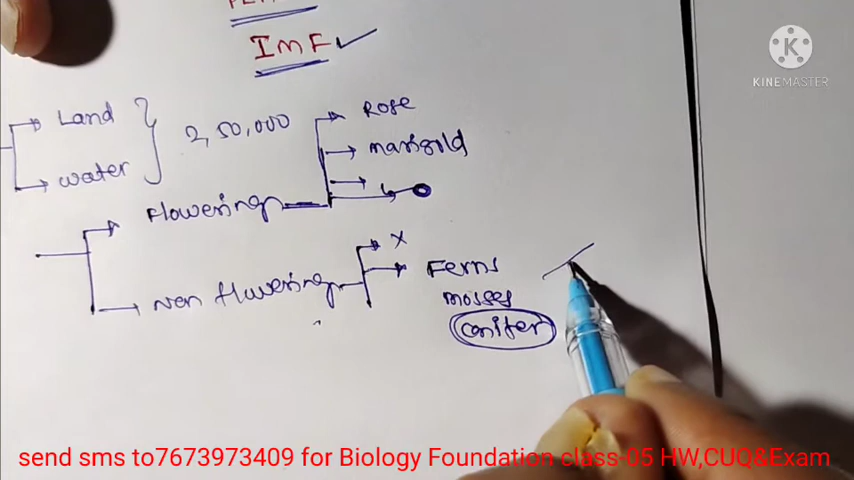 IMF
KINEMASTER
Land
2,50,000
Rose
marigold
water
Flowering
X
Non flowering
Ferns
mosses
conifer
send sms to7673973409 for Biology Foundation class-05 HW,CUQ&Exam